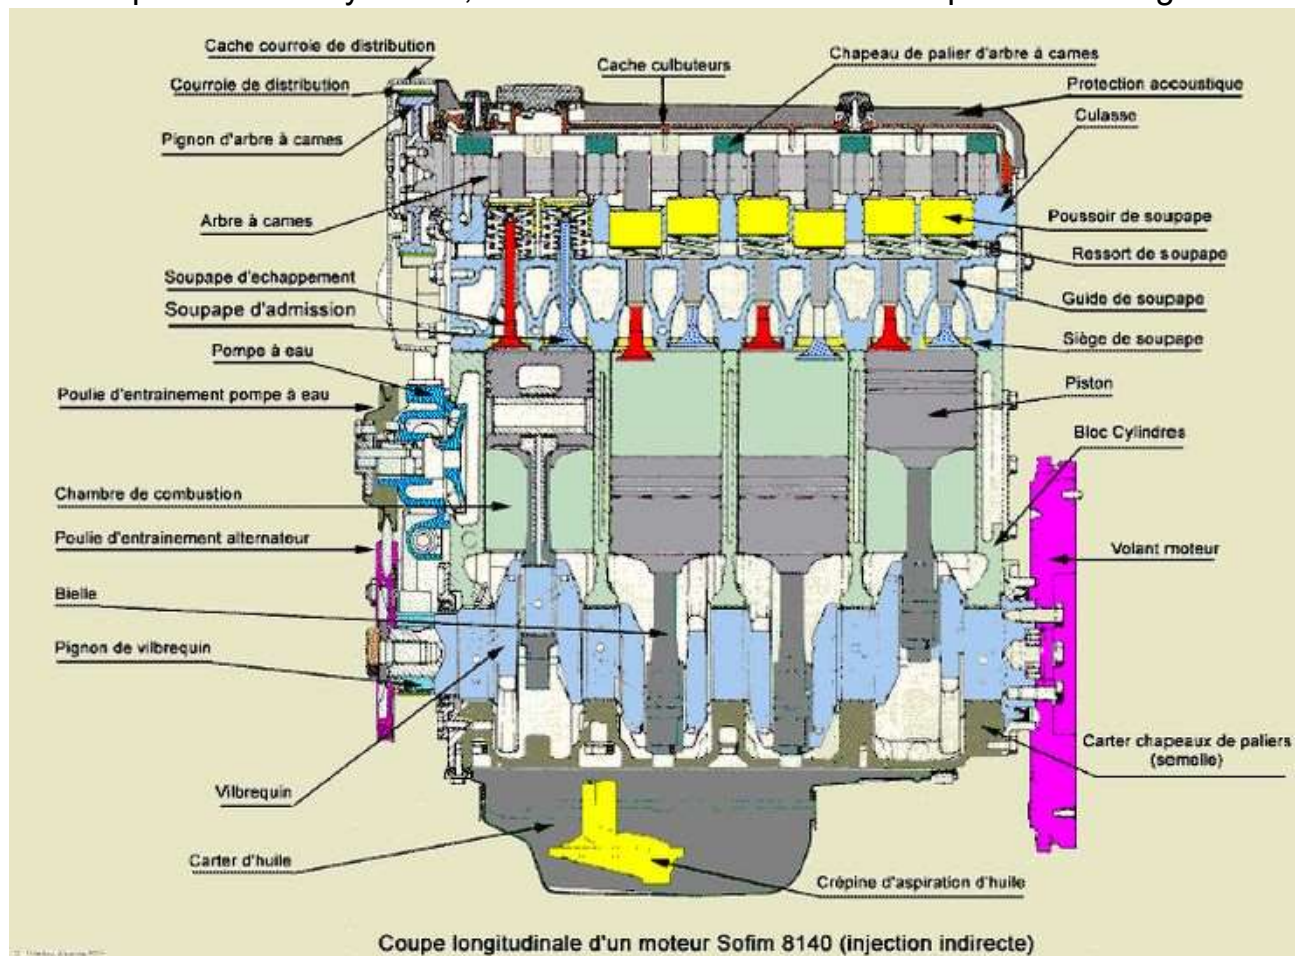 Cache courroie de distribution
Courroie de distribution
Pignon d'arbre à cames
Arbre à cames
Soupape d'échappement
Soupape d'admission
Pompe à eau
Poulie d'entrainement pompe à eau
Chambre de combustion
Poulie d'entrainement alternateur
Bielle
Pignon de vilbrequin
Vilbrequin
Carter d'huile
Cache culbuteurs
Chapeau de palier d'arbre à cames
Protection accoustique
Culasse
Poussoir de soupape
Ressort de soupape
Guide de soupape
Siège de soupape
Piston
Bloc Cylindres
Volant moteur
Carter chapeaux de paliers
(semelle)
Crépine d'aspiration d'huile
Coupe longitudinale d'un moteur Sofim 8140 (injection indirecte)